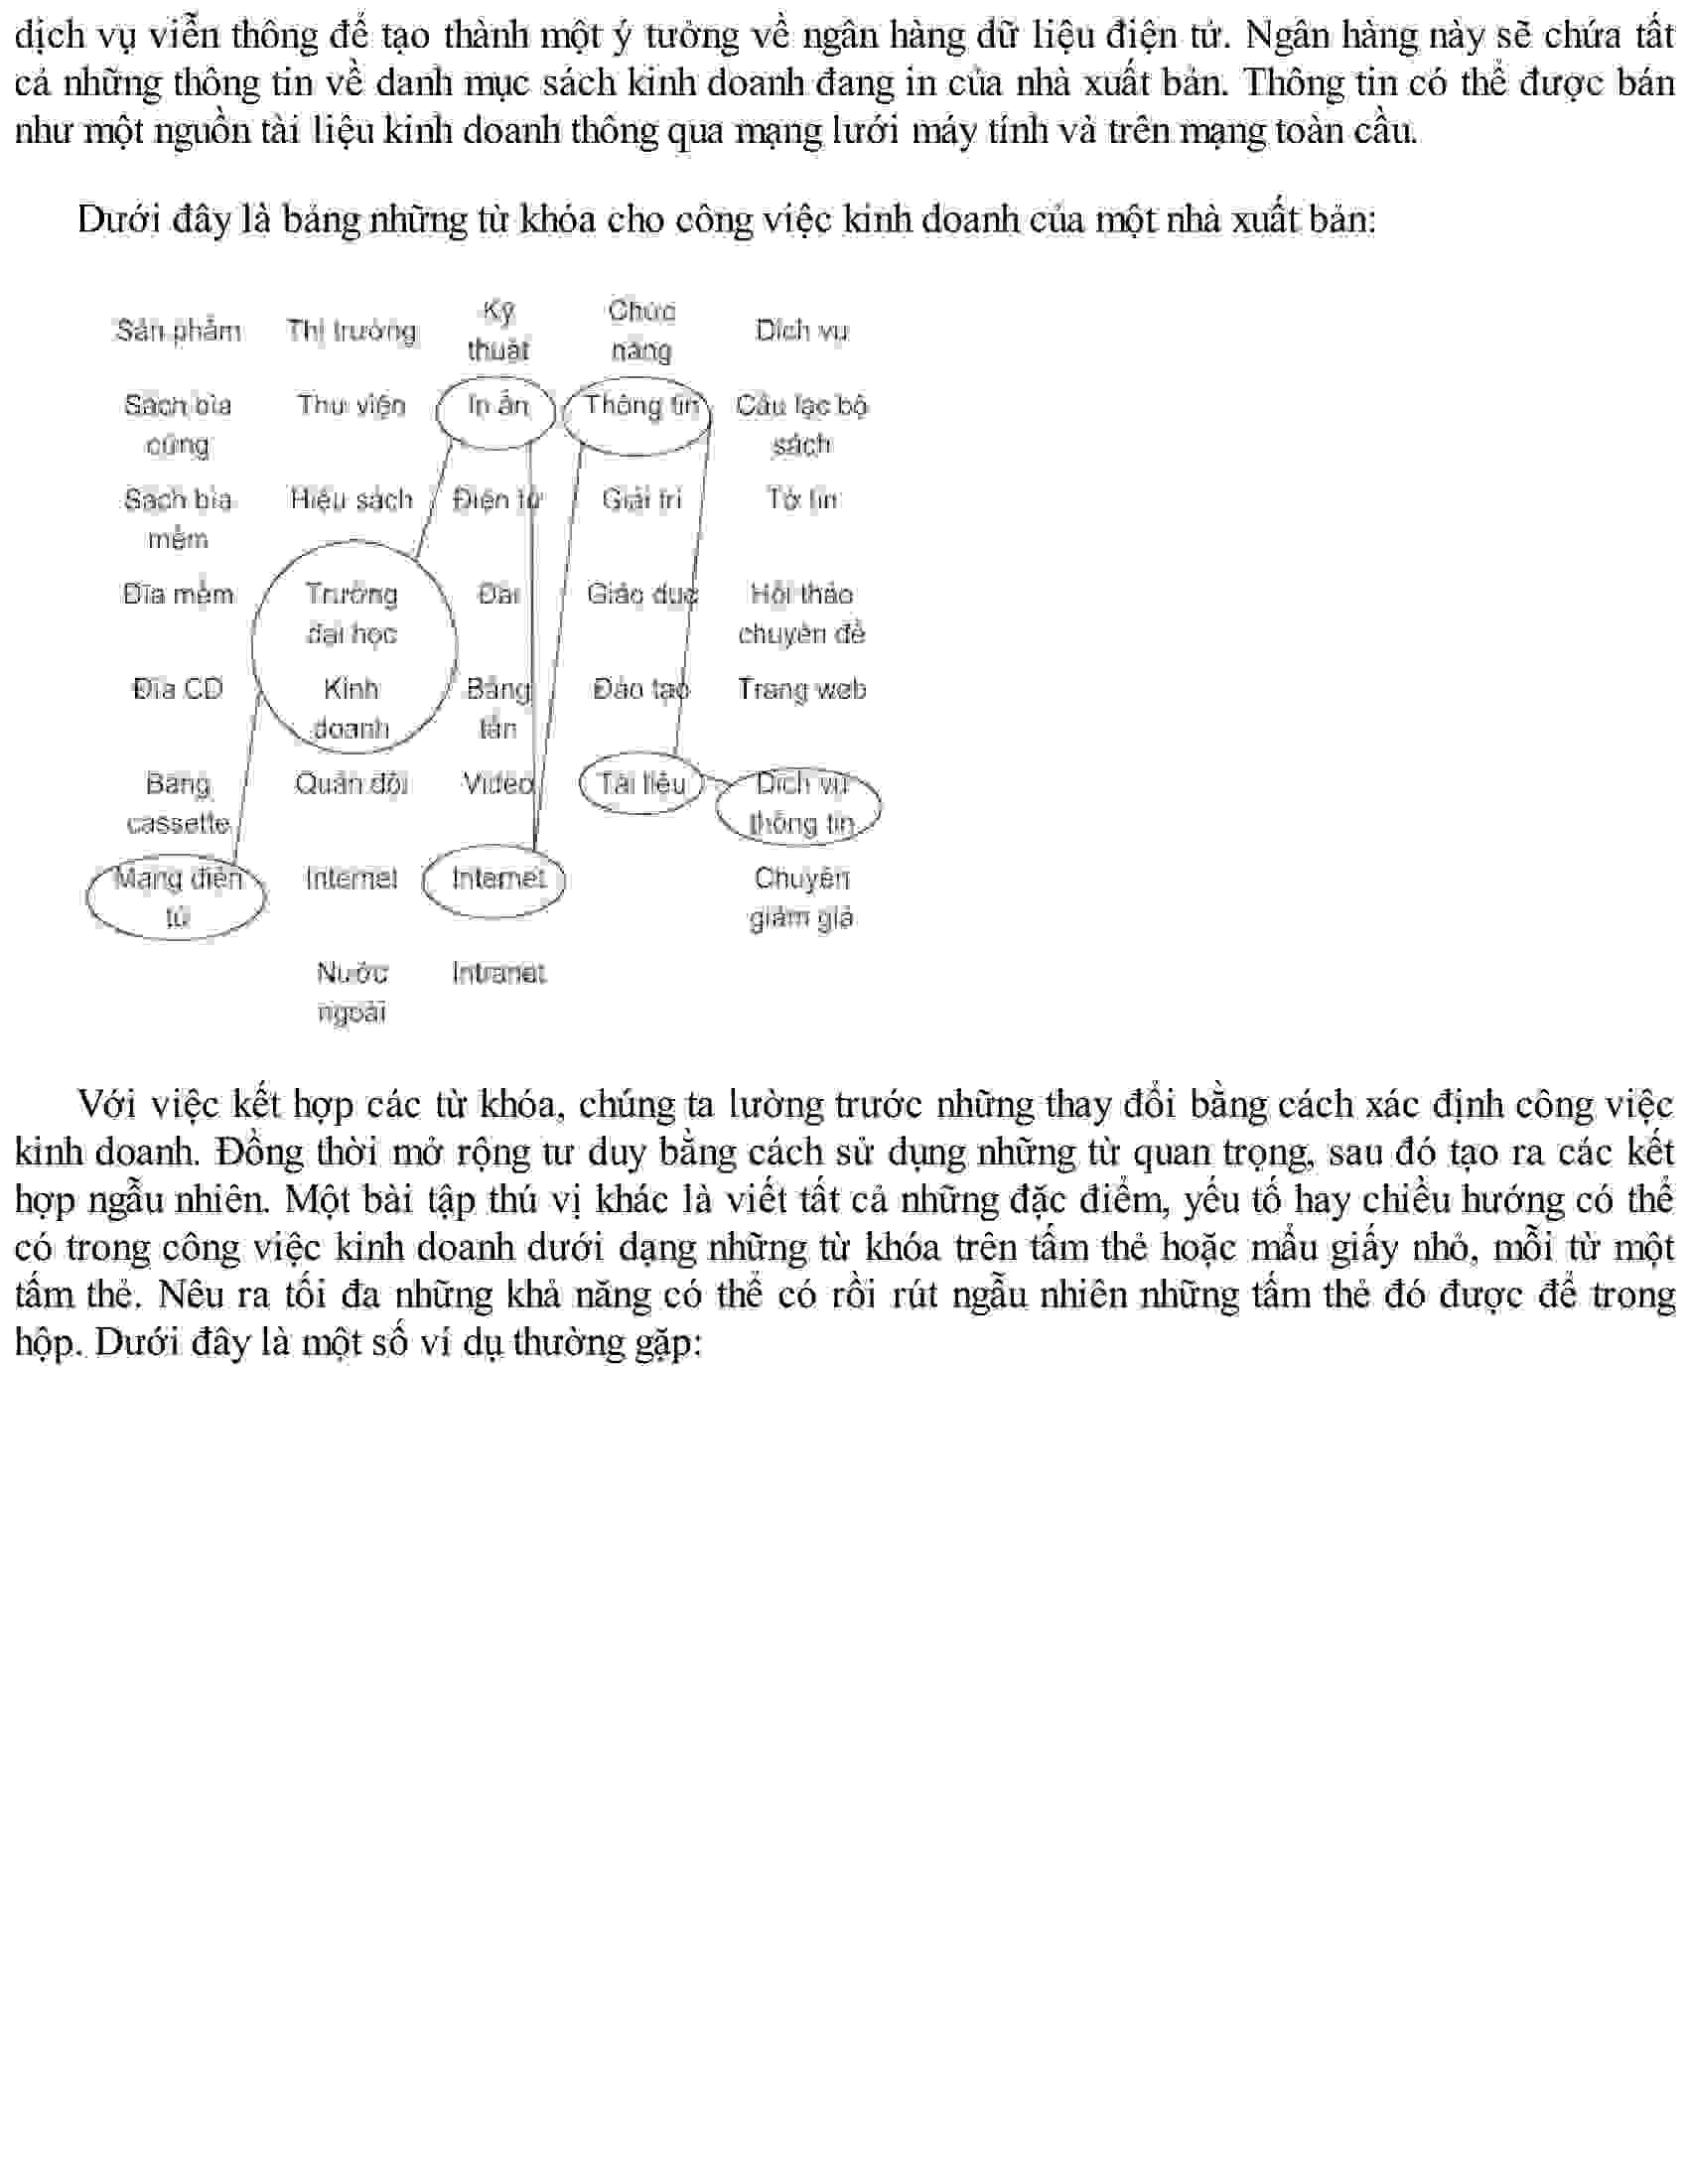 dịch vụ viễn thông để tạo thành một ý tưởng về ngân hàng dữ liệu điện tử. Ngân hàng này sẽ chứa tất
cả những thông tin về danh mục sách kinh doanh đang in của nhà xuất bản. Thông tin có thể được bán
như một nguồn tài liệu kinh doanh thông qua mạng lưới máy tính và trên mạng toàn cầu.
Dưới đây là bảng những từ khóa cho công việc kinh doanh của một nhà xuất bản:
Sản phẩm Thị trường Kỹ thuật Chức năng Dịch vụ
Sách bìa cứng Thư viện In ấn Thông tin Câu lạc bộ sách
Sách bìa mềm Hiệu sách Điện tử Giải trí Tờ tin
Đĩa mềm Trường đại học Đài Giáo dục Hội thảo chuyên đề
Đĩa CD Kinh doanh Băng tần Đào tạo Trang web
Băng cassette Quân đội Video Tài liệu Dịch vụ thông tin
Mạng điện tử Internet Internet Chuyên giảm giá
Nước ngoài Intranet
Với việc kết hợp các từ khóa, chúng ta lường trước những thay đổi bằng cách xác định công việc
kinh doanh. Đồng thời mở rộng tư duy bằng cách sử dụng những từ quan trọng, sau đó tạo ra các kết
hợp ngẫu nhiên. Một bài tập thú vị khác là viết tất cả những đặc điểm, yếu tố hay chiều hướng có thể
có trong công việc kinh doanh dưới dạng những từ khóa trên tấm thẻ hoặc mẩu giấy nhỏ, mỗi từ một
tấm thẻ. Nêu ra tối đa những khả năng có thể có rồi rút ngẫu nhiên những tấm thẻ đó được để trong
hộp. Dưới đây là một số ví dụ thường gặp: